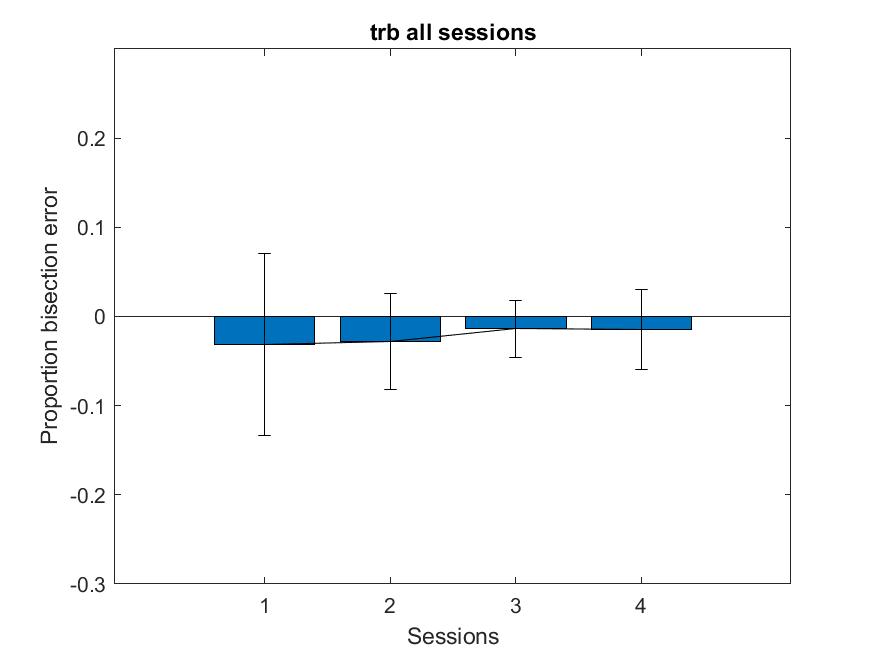 trb all sessions
Proportion bisection error
0.2
0.1
0
-0.1
-0.2
-0.3
1 2 3 4
Sessions